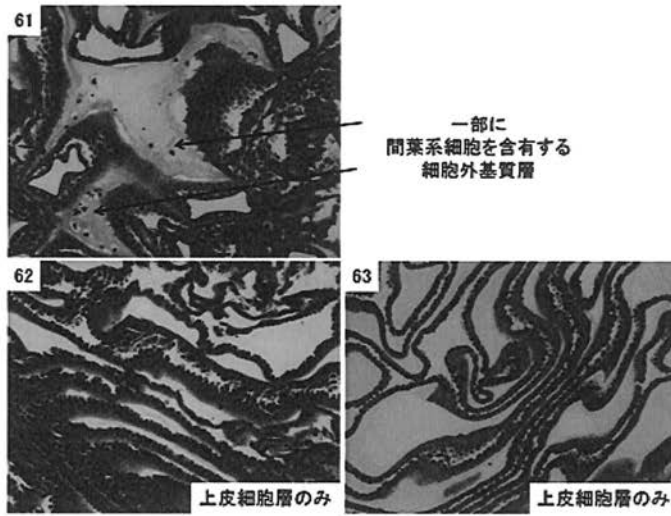 61
一部に
間葉系細胞を含有する
細胞外基質層
62
上皮細胞層のみ
63
上皮細胞層のみ